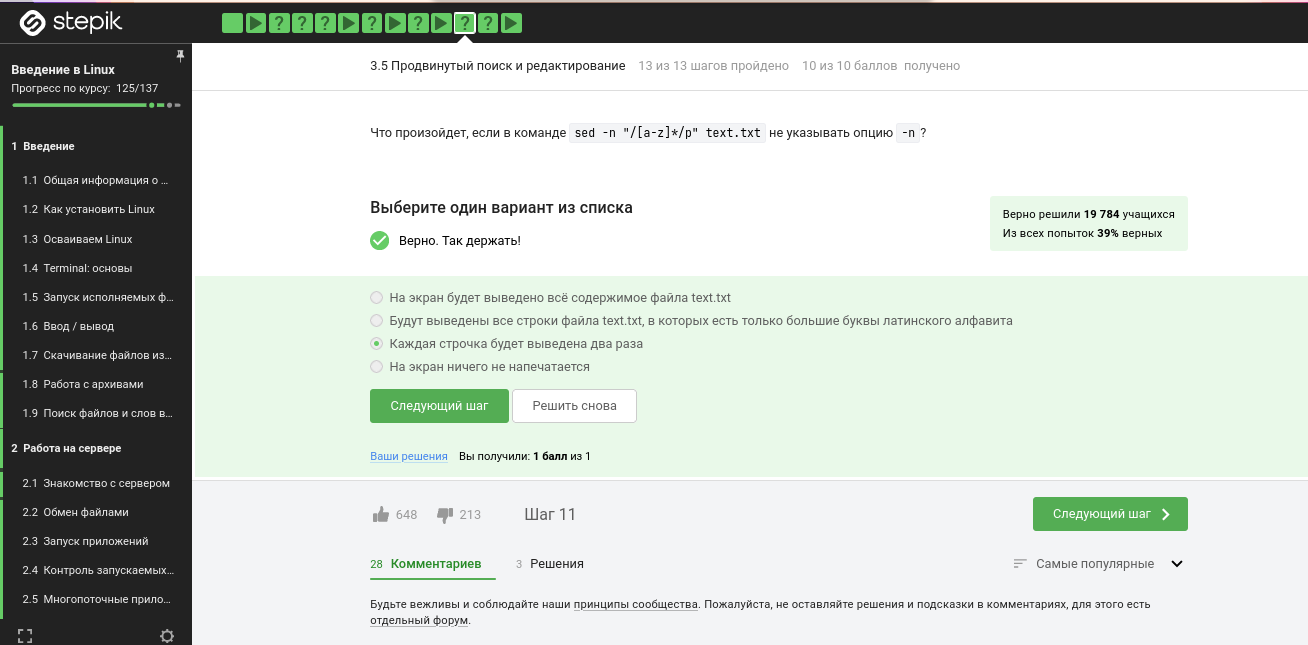 stepik
? ? ? ? ? ? ?
Введение в Linux
Прогресс по курсу: 125/137
1 Введение
1.1 Общая информация о ...
1.2 Как установить Linux
1.3 Осваиваем Linux
1.4 Terminal: основы
1.5 Запуск исполняемых ф...
1.6 Ввод / вывод
1.7 Скачивание файлов из...
1.8 Работа с архивами
1.9 Поиск файлов и слов в...
2 Работа на сервере
2.1 Знакомство с сервером
2.2 Обмен файлами
2.3 Запуск приложений
2.4 Контроль запускаемых...
2.5 Многопоточные прило...
3.5 Продвинутый поиск и редактирование 13 из 13 шагов пройдено 10 из 10 баллов получено
Что произойдет, если в команде sed -n "/[a-z]*/p" text.txt не указывать опцию -n ?
Выберите один вариант из списка
Верно. Так держать!
Верно решили 19 784 учащихся
Из всех попыток 39% верных
На экран будет выведено всё содержимое файла text.txt
Будут выведены все строки файла text.txt, в которых есть только большие буквы латинского алфавита
Каждая строчка будет выведена два раза
На экран ничего не напечатается
Следующий шаг Решить снова
Ваши решения Вы получили: 1 балл из 1
648 213 Шаг 11 Следующий шаг
28 Комментариев 3 Решения Самые популярные
Будьте вежливы и соблюдайте наши принципы сообщества. Пожалуйста, не оставляйте решения и подсказки в комментариях, для этого есть
отдельный форум.